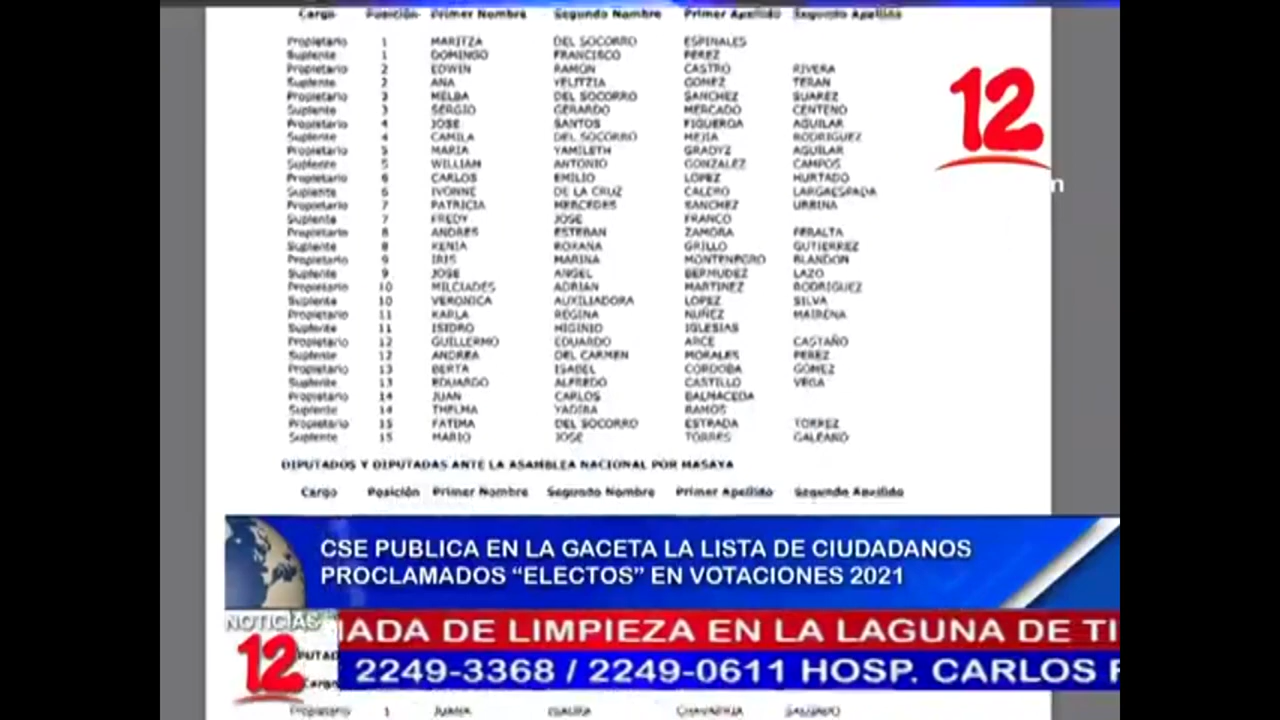 Cargo Posición Primer Nombre Segundo Nombre Primer Apellido Segundo Apellido
Propietario 1 MARITZA DEL SOCORRO ESPINALES
Suplente 1 DOMINGO FRANCISCO PEREZ
Propietario 2 EDWIN RAMON CASTRO RIVERA
Suplente 2 ANA YELITZIA GOMEZ TERAN
Propietario 3 MELBA DEL SOCORRO SANCHEZ SUAREZ
Suplente 3 SERGIO GERARDO MERCADO CENTENO
Propietario 4 JOSE SANTOS FIGUEROA AGUILAR
Suplente 4 CAMILA DEL SOCORRO MEJIA RODRIGUEZ
Propietario 5 MARIA YAMILETH GRADYZ AGUILAR
Suplente 5 WILLIAN ANTONIO GONZALEZ CAMPOS
Propietario 6 CARLOS EMILIO LOPEZ HURTADO
Suplente 6 IVONNE DE LA CRUZ CALERO LARGAESPADA
Propietario 7 PATRICIA MERCEDES SANCHEZ URBINA
Suplente 7 FREDY JOSE FRANCO
Propietario 8 ANDRES ESTEBAN ZAMORA PERALTA
Suplente 8 KENIA ROXANA GRILLO GUTIERREZ
Propietario 9 IRIS MARINA MONTENEGRO BLANDON
Suplente 9 JOSE ANGEL BERMUDEZ LAZO
Propietario 10 MILCIADES ADRIAN MARTINEZ RODRIGUEZ
Suplente 10 VERONICA AUXILIADORA LOPEZ SILVA
Propietario 11 KARLA REGINA NUÑEZ MAIRENA
Suplente 11 ISIDRO HIGINIO IGLESIAS
Propietario 12 GUILLERMO EDUARDO ARCE CASTAÑO
Suplente 12 ANDREA DEL CARMEN MORALES PEREZ
Propietario 13 BERTA ISABEL CORDOBA GOMEZ
Suplente 13 EDUARDO ALFREDO CASTILLO VEGA
Propietario 14 JUAN CARLOS BALMACEDA
Suplente 14 THELMA YADIRA RAMOS
Propietario 15 FATIMA DEL SOCORRO ESTRADA TORREZ
Suplente 15 MARIO JOSE TORRES GALEANO
DIPUTADOS Y DIPUTADAS ANTE LA ASAMBLEA NACIONAL POR MASAYA
Cargo Posición Primer Nombre Segundo Nombre Primer Apellido Segundo Apellido
12
CSE PUBLICA EN LA GACETA LA LISTA DE CIUDADANOS
PROCLAMADOS “ELECTOS” EN VOTACIONES 2021
NOTICIAS
12
IADA DE LIMPIEZA EN LA LAGUNA DE TI
2249-3368 / 2249-0611 HOSP. CARLOS
Propietario 1 JUANA ISAURA CHAVARRIA SALGADO